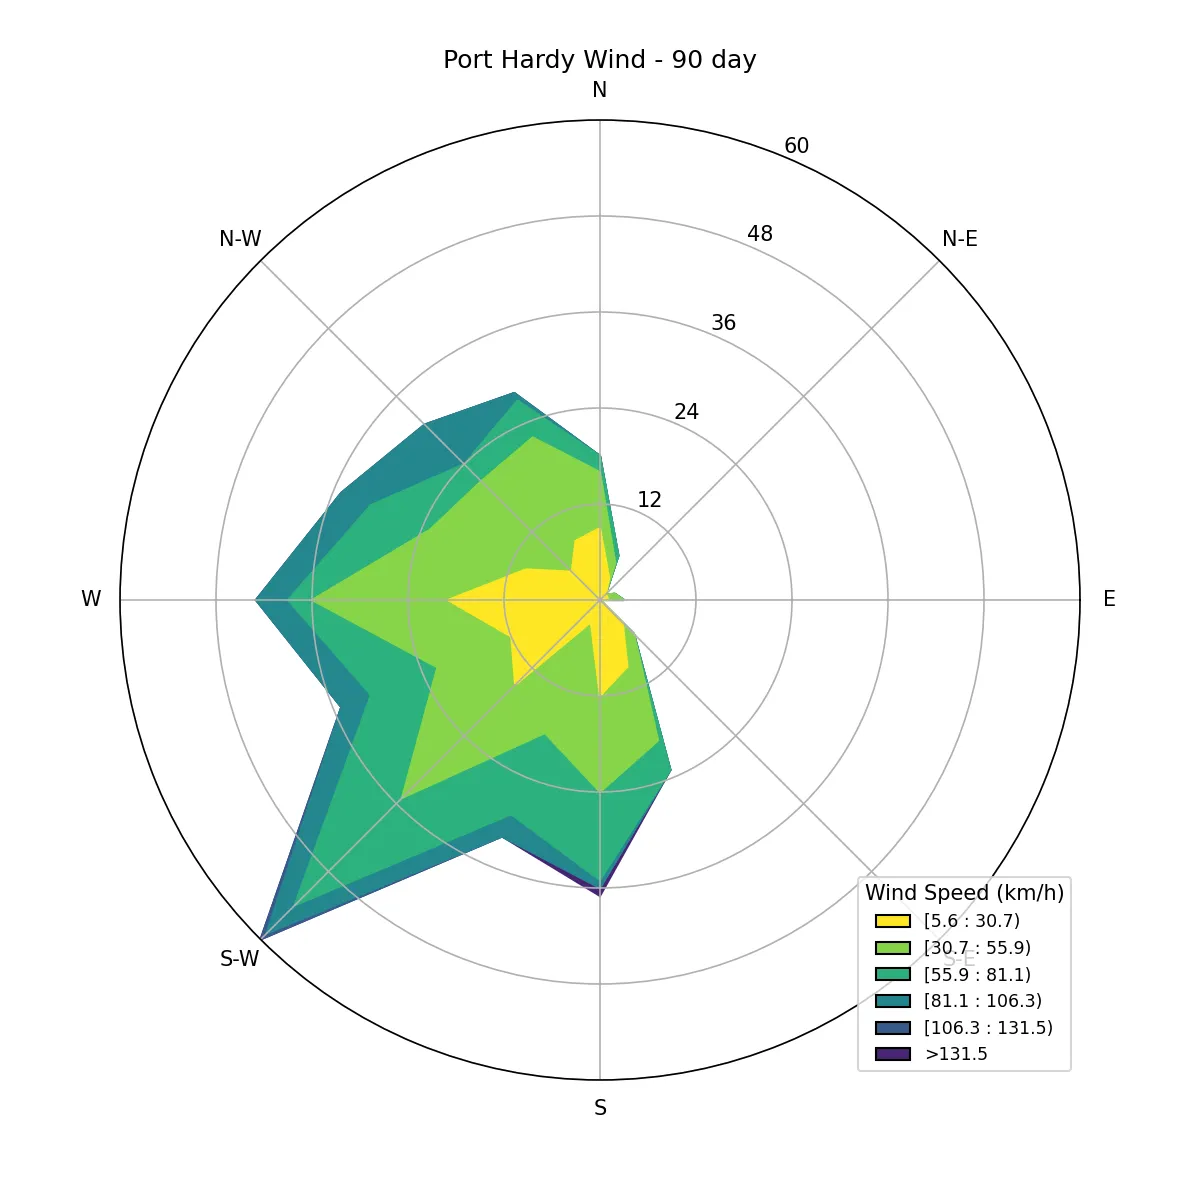 Port Hardy Wind - 90 day
N
60
N-W
N-E
48
36
24
12
W
E
S-W
S-E
Wind Speed (km/h)
[5.6 : 30.7)
[30.7 : 55.9)
[55.9 : 81.1)
[81.1 : 106.3)
[106.3 : 131.5)
>131.5
S